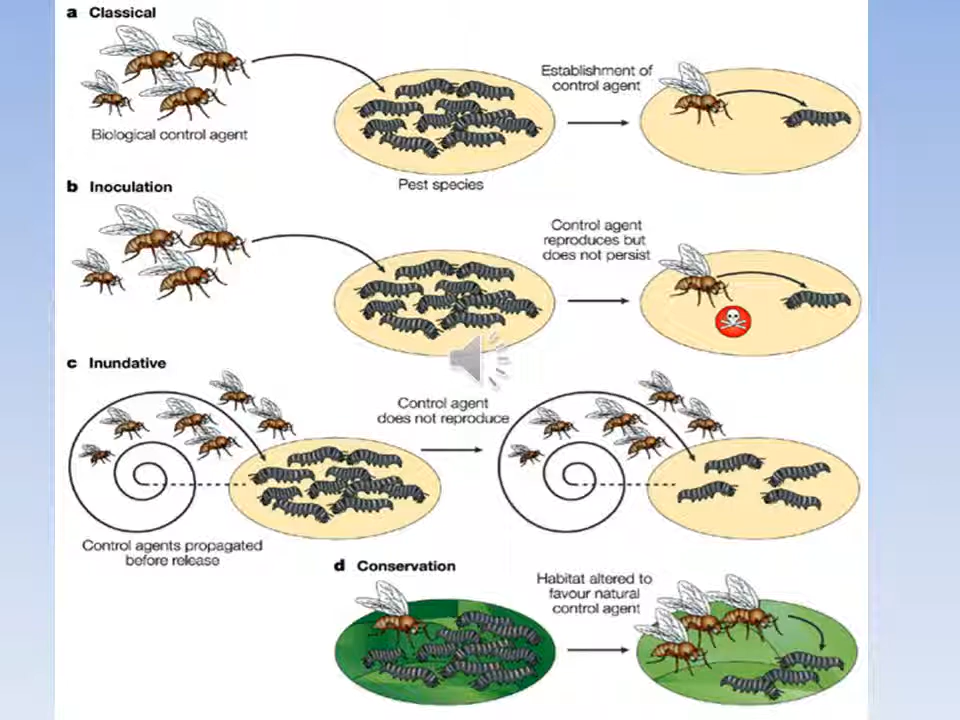 a Classical
Biological control agent
Pest species
Establishment of
control agent
b Inoculation
Control agent
reproduces but
does not persist
c Inundative
Control agents propagated
before release
Control agent
does not reproduce
d Conservation
Habitat altered to
favour natural
control agent